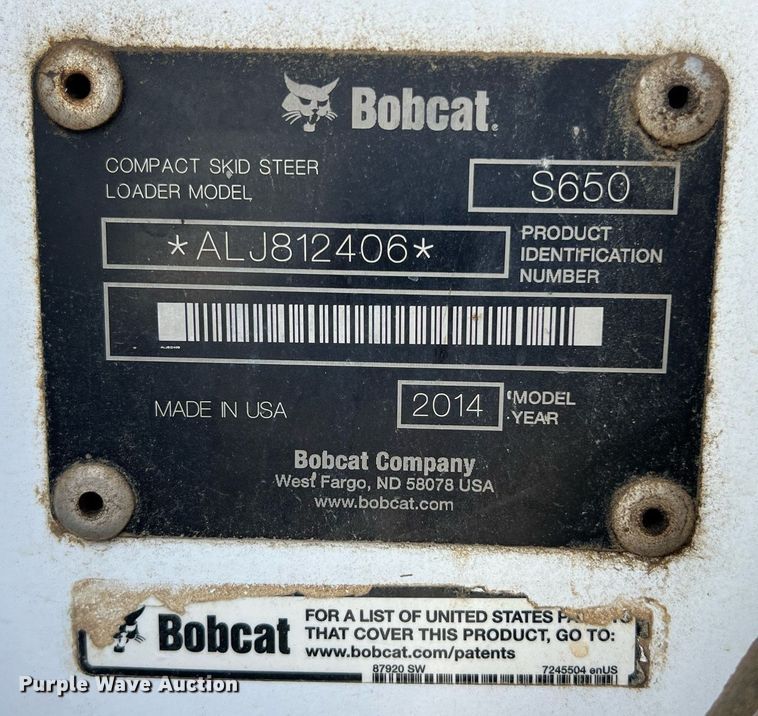 Bobcat.
COMPACT SKID STEER
LOADER MODEL
S650
*ALJ812406*
PRODUCT
IDENTIFICATION
NUMBER
ALJ812406
MADE IN USA
2014
MODEL
YEAR
Bobcat Company
West Fargo, ND 58078 USA
www.bobcat.com
Bobcat
FOR A LIST OF UNITED STATES
THAT COVER THIS PRODUCT, GO TO:
www.bobcat.com/patents
87920 SW
7245504 enUS
Purple Wave Auction